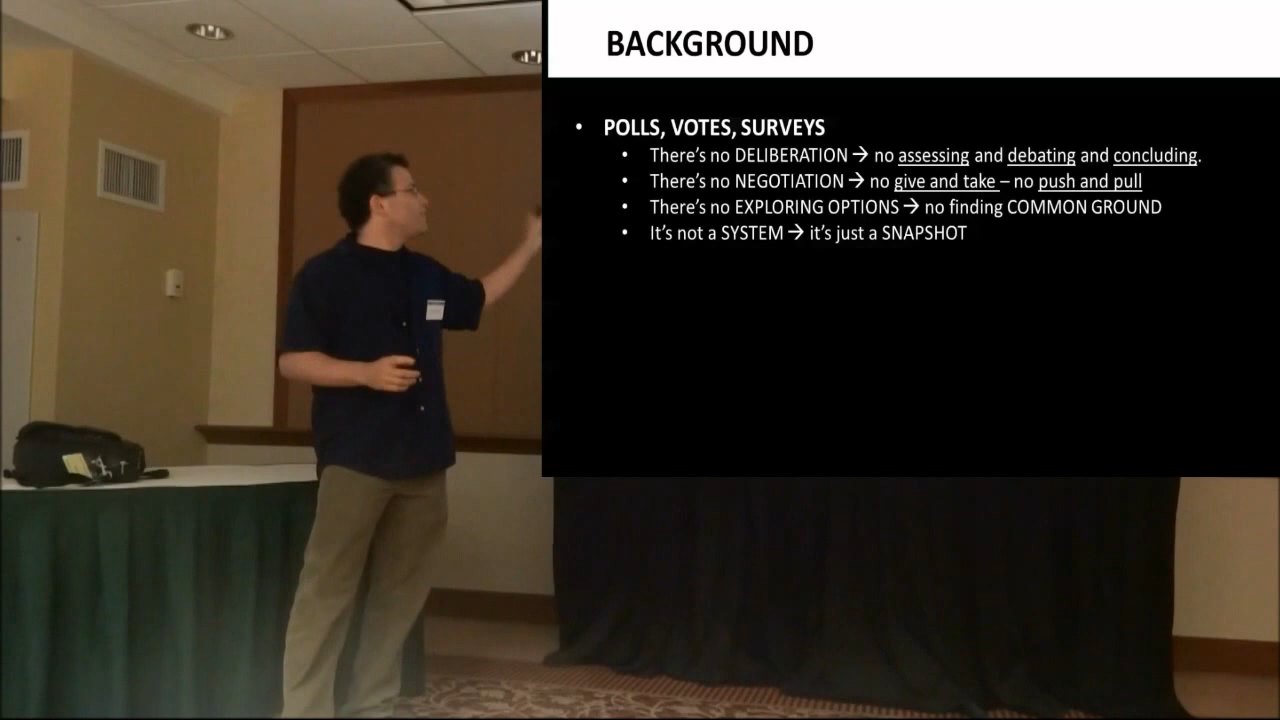 BACKGROUND
• POLLS, VOTES, SURVEYS
• There's no DELIBERATION → no assessing and debating and concluding.
• There's no NEGOTIATION → no give and take – no push and pull
• There's no EXPLORING OPTIONS → no finding COMMON GROUND
• It's not a SYSTEM → it's just a SNAPSHOT